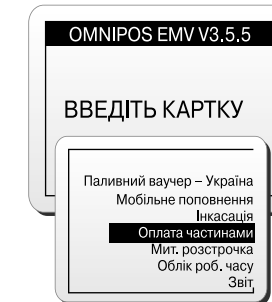 OMNIPOS EMV V3.5.5
ВВЕДІТЬ КАРТКУ
Паливний ваучер – Україна
Мобільне поповнення
Інкасація
Оплата частинами
Мит. розстрочка
Облік роб. часу
Звіт